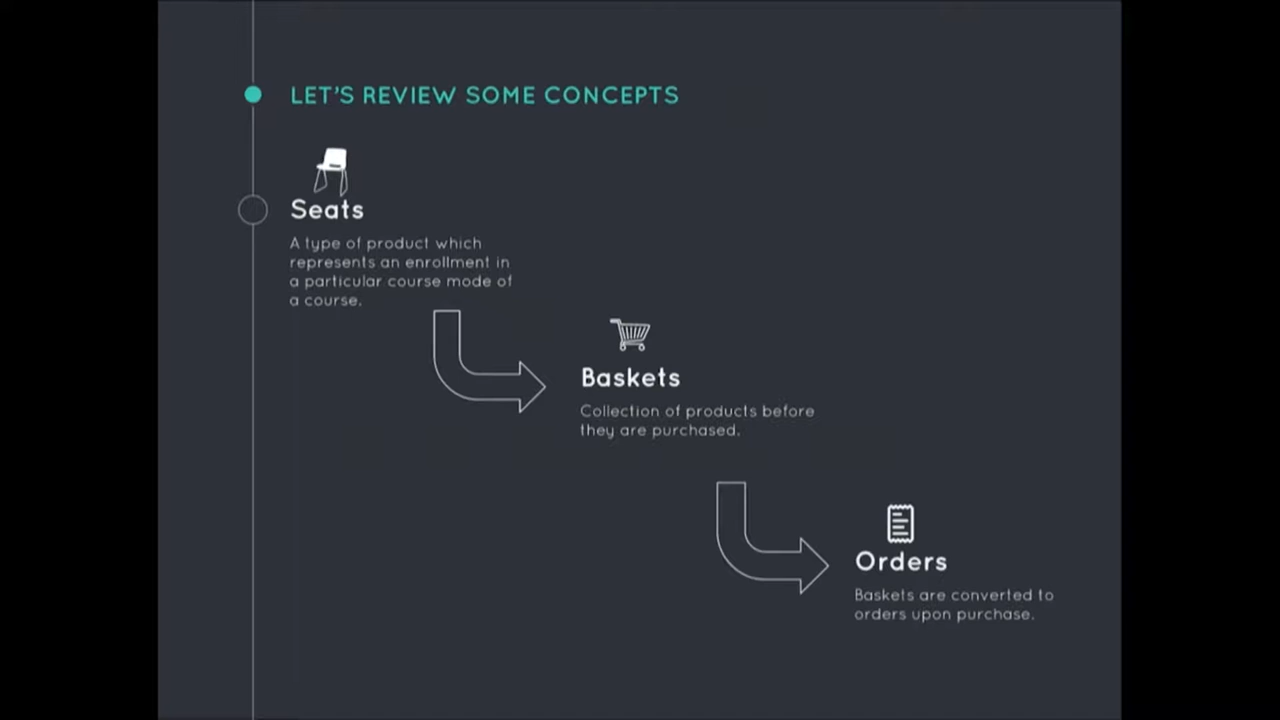 LET'S REVIEW SOME CONCEPTS
Seats
A type of product which
represents an enrollment in
a particular course mode of
a course.
Baskets
Collection of products before
they are purchased.
Orders
Baskets are converted to
orders upon purchase.